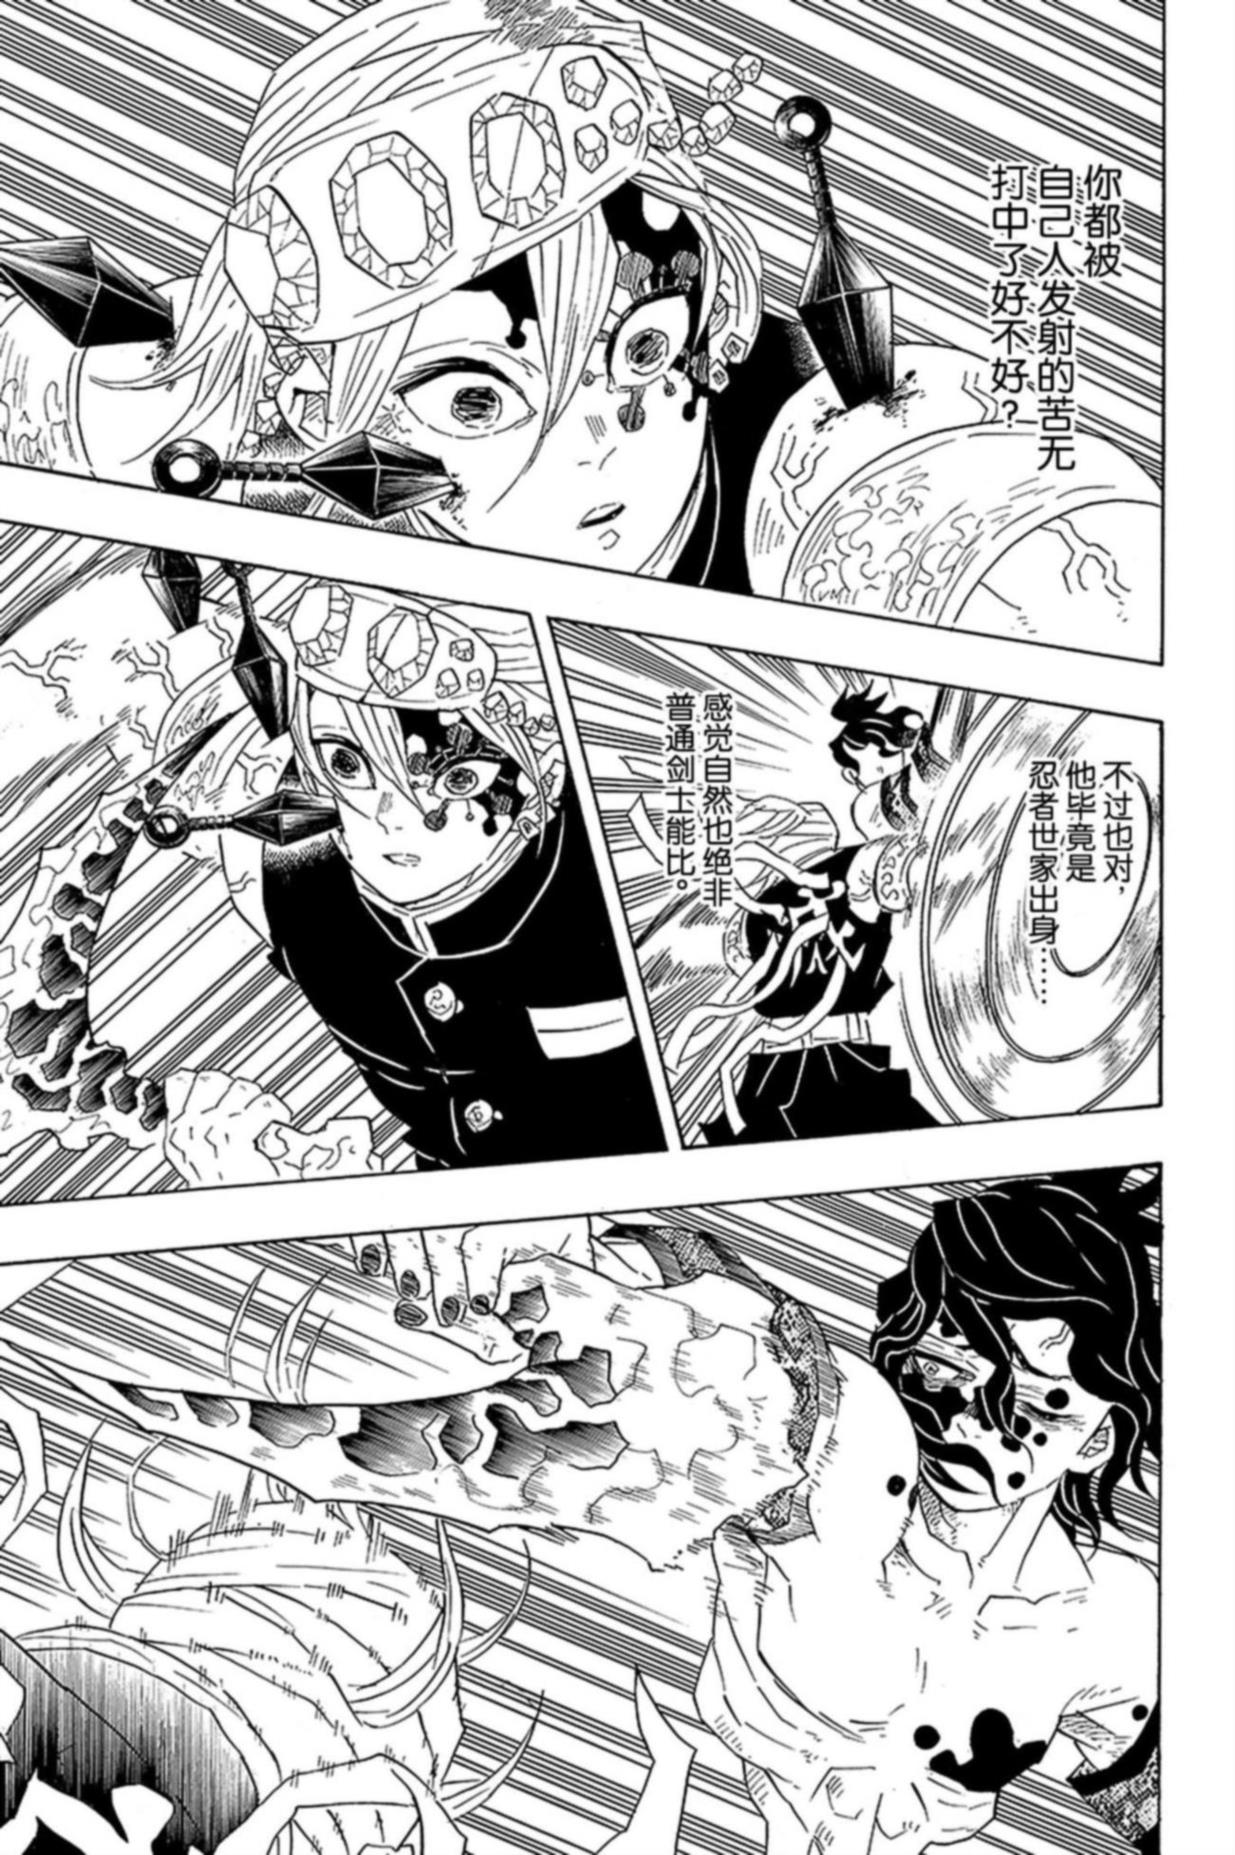 你都被
自己人发射的苦无
打中了好不好？
不过也对，
他毕竟是
忍者世家出身……
感觉自然也绝非
普通剑士能比。